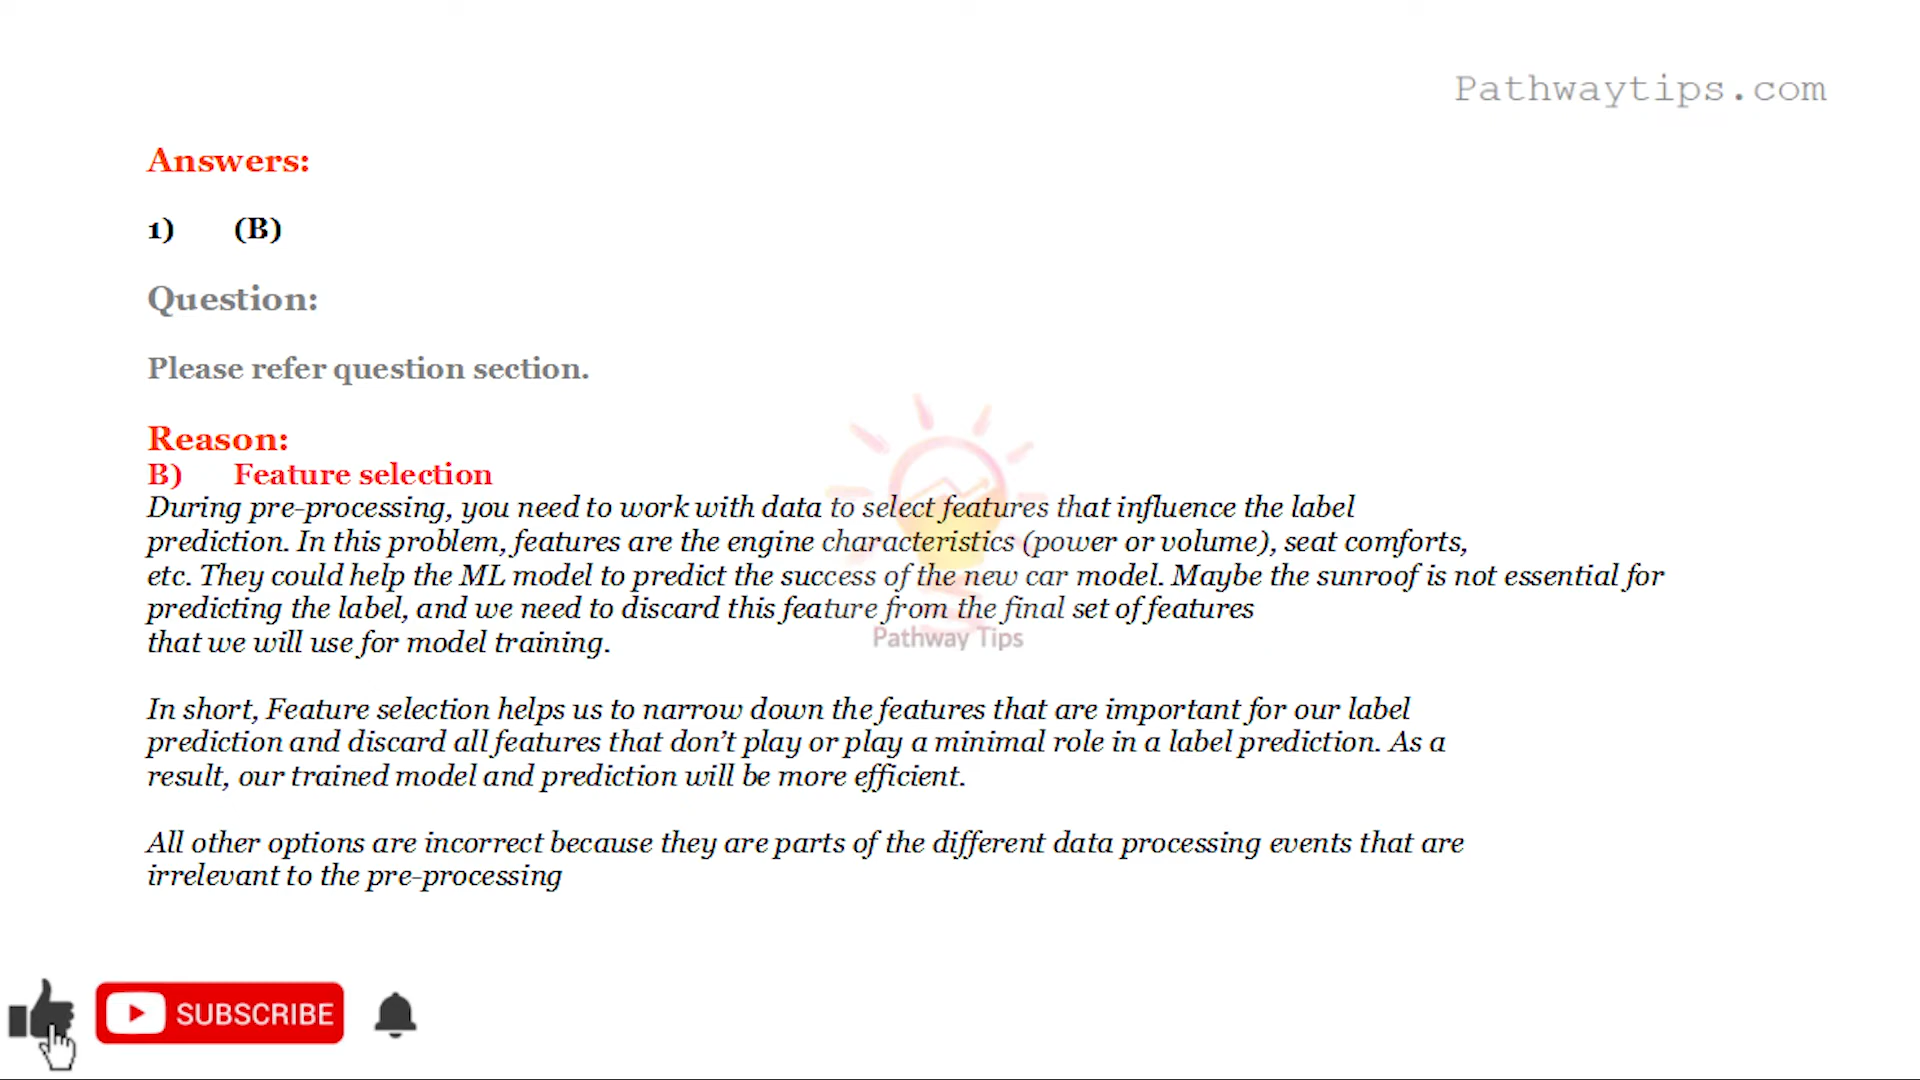 Pathwaytips.com
Answers:
1) (B)
Question:
Please refer question section.
Reason:
B) Feature selection
During pre-processing, you need to work with data to select features that influence the label
prediction. In this problem, features are the engine characteristics (power or volume), seat comforts,
etc. They could help the ML model to predict the success of the new car model. Maybe the sunroof is not essential for
predicting the label, and we need to discard this feature from the final set of features
that we will use for model training.
Pathway Tips
In short, Feature selection helps us to narrow down the features that are important for our label
prediction and discard all features that don’t play or play a minimal role in a label prediction. As a
result, our trained model and prediction will be more efficient.
All other options are incorrect because they are parts of the different data processing events that are
irrelevant to the pre-processing
SUBSCRIBE